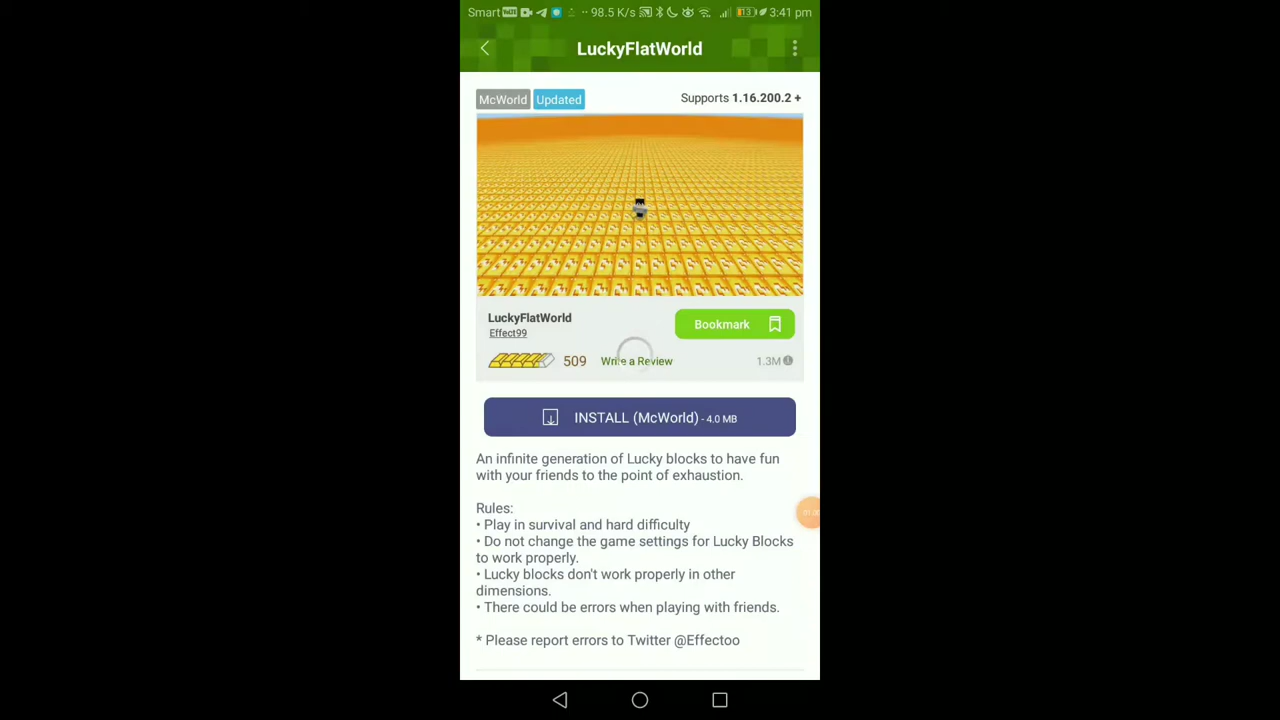 Smart VoLTE 98.5 K/s 13 3:41 pm
LuckyFlatWorld
McWorld Updated Supports 1.16.200.2 +
LuckyFlatWorld
Effect99
Bookmark
509 Write a Review 1.3M
INSTALL (McWorld) - 4.0 MB
An infinite generation of Lucky blocks to have fun
with your friends to the point of exhaustion.
Rules:
• Play in survival and hard difficulty
• Do not change the game settings for Lucky Blocks
to work properly.
• Lucky blocks don't work properly in other
dimensions.
• There could be errors when playing with friends.
* Please report errors to Twitter @Effectoo